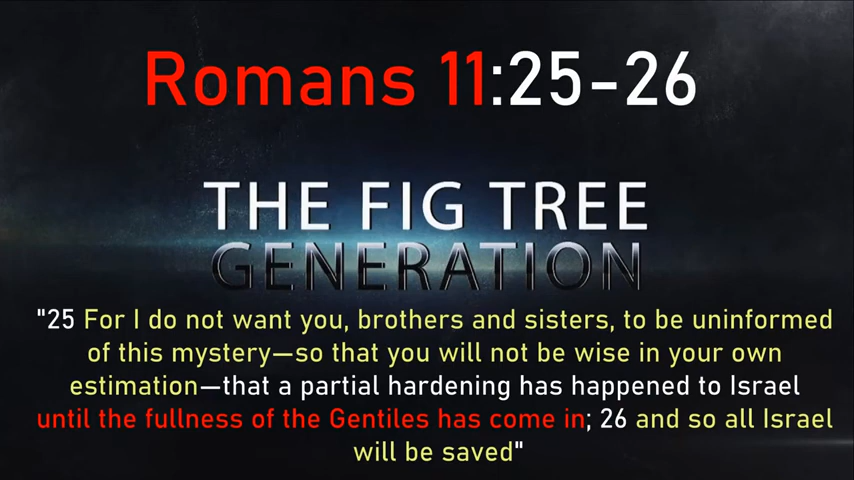 Romans 11:25-26
THE FIG TREE
GENERATION
"25 For I do not want you, brothers and sisters, to be uninformed
of this mystery—so that you will not be wise in your own
estimation—that a partial hardening has happened to Israel
until the fullness of the Gentiles has come in; 26 and so all Israel
will be saved"